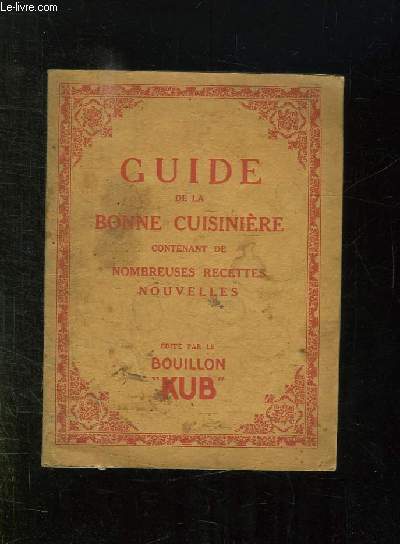 Le-livre.com
GUIDE
DE LA
BONNE CUISINIÈRE
CONTENANT DE
NOMBREUSES RECETTES
NOUVELLES
EDITÉ PAR LE
BOUILLON
"KUB"